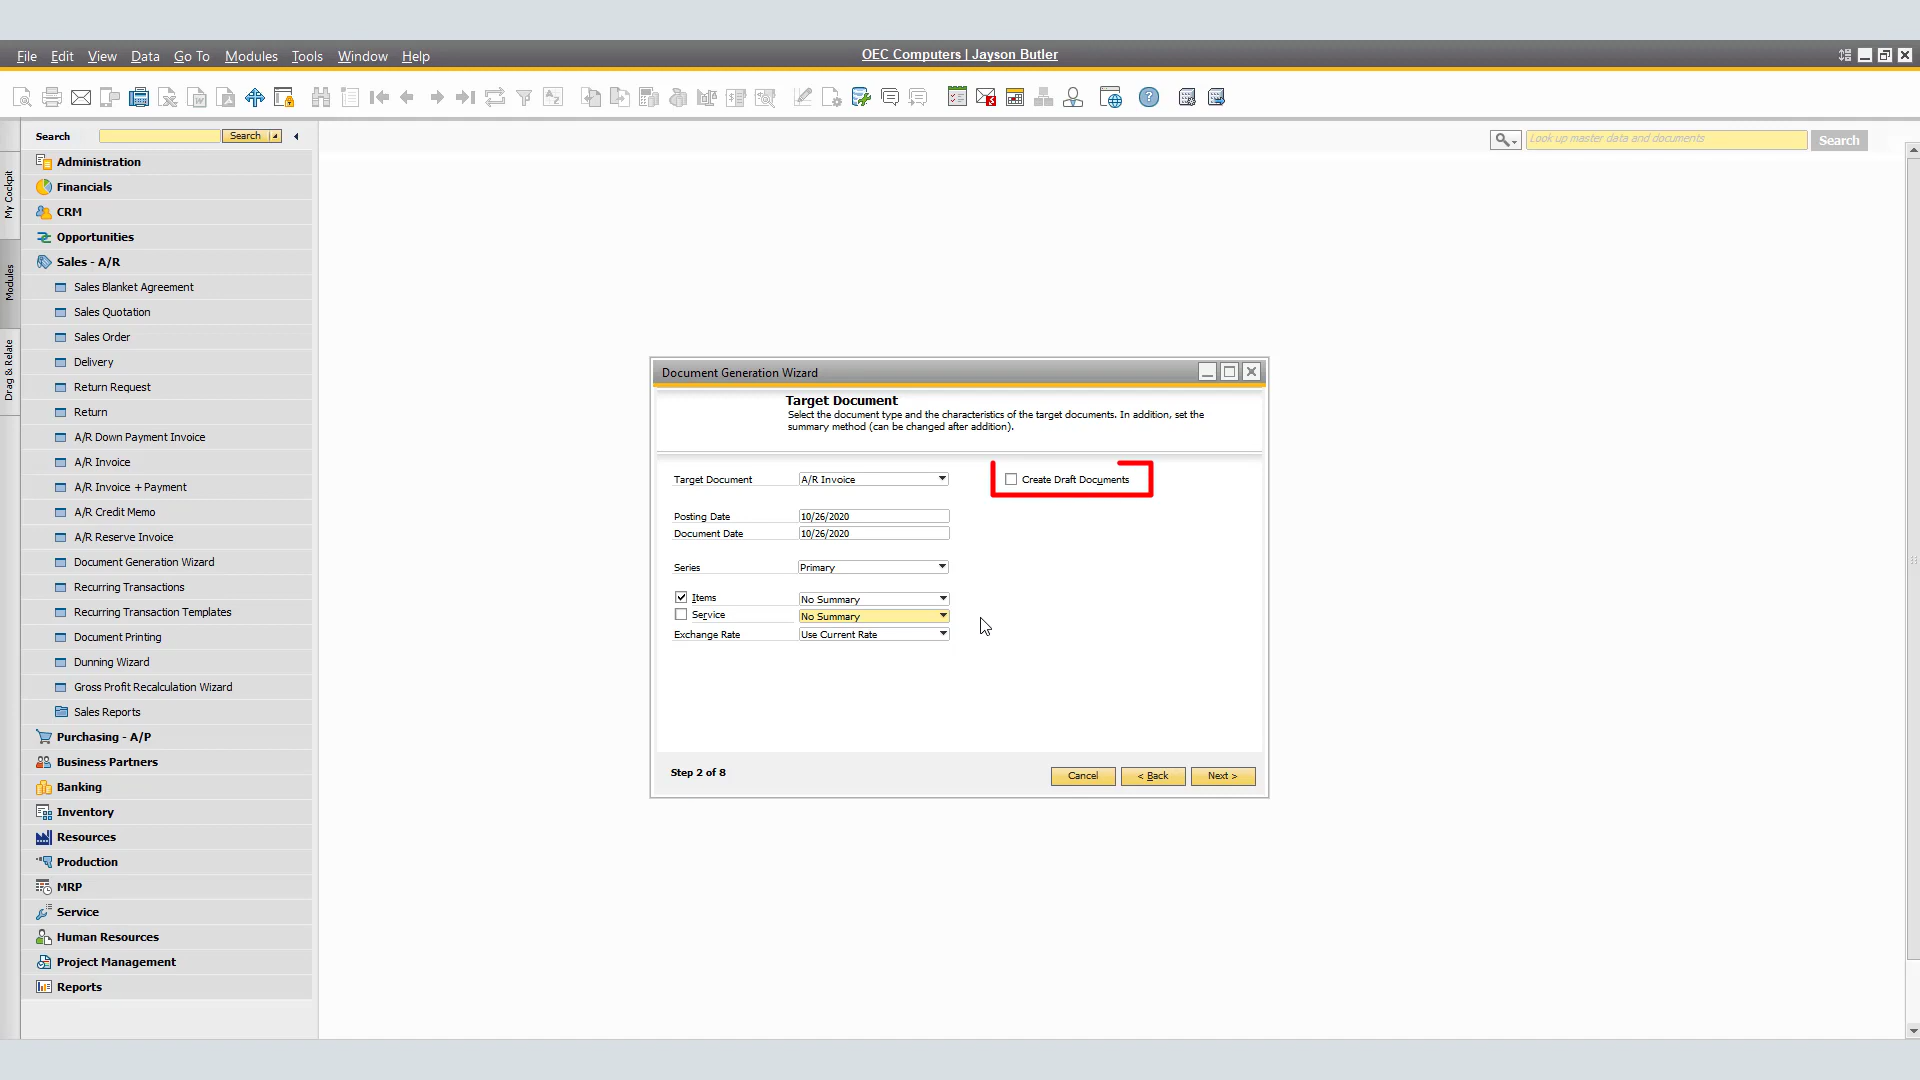 File Edit View Data Go To Modules Tools Window Help
OEC Computers | Jayson Butler
Search
Search
Look up master data and documents
Search
My Cockpit
Modules
Drag & Relate
Administration
Financials
CRM
Opportunities
Sales - A/R
Sales Blanket Agreement
Sales Quotation
Sales Order
Delivery
Return Request
Return
A/R Down Payment Invoice
A/R Invoice
A/R Invoice + Payment
A/R Credit Memo
A/R Reserve Invoice
Document Generation Wizard
Recurring Transactions
Recurring Transaction Templates
Document Printing
Dunning Wizard
Gross Profit Recalculation Wizard
Sales Reports
Purchasing - A/P
Business Partners
Banking
Inventory
Resources
Production
MRP
Service
Human Resources
Project Management
Reports
Document Generation Wizard
Target Document
Select the document type and the characteristics of the target documents. In addition, set the
summary method (can be changed after addition).
Target Document A/R Invoice Create Draft Documents
Posting Date 10/26/2020
Document Date 10/26/2020
Series Primary
Items No Summary
Service No Summary
Exchange Rate Use Current Rate
Step 2 of 8 Cancel < Back Next >